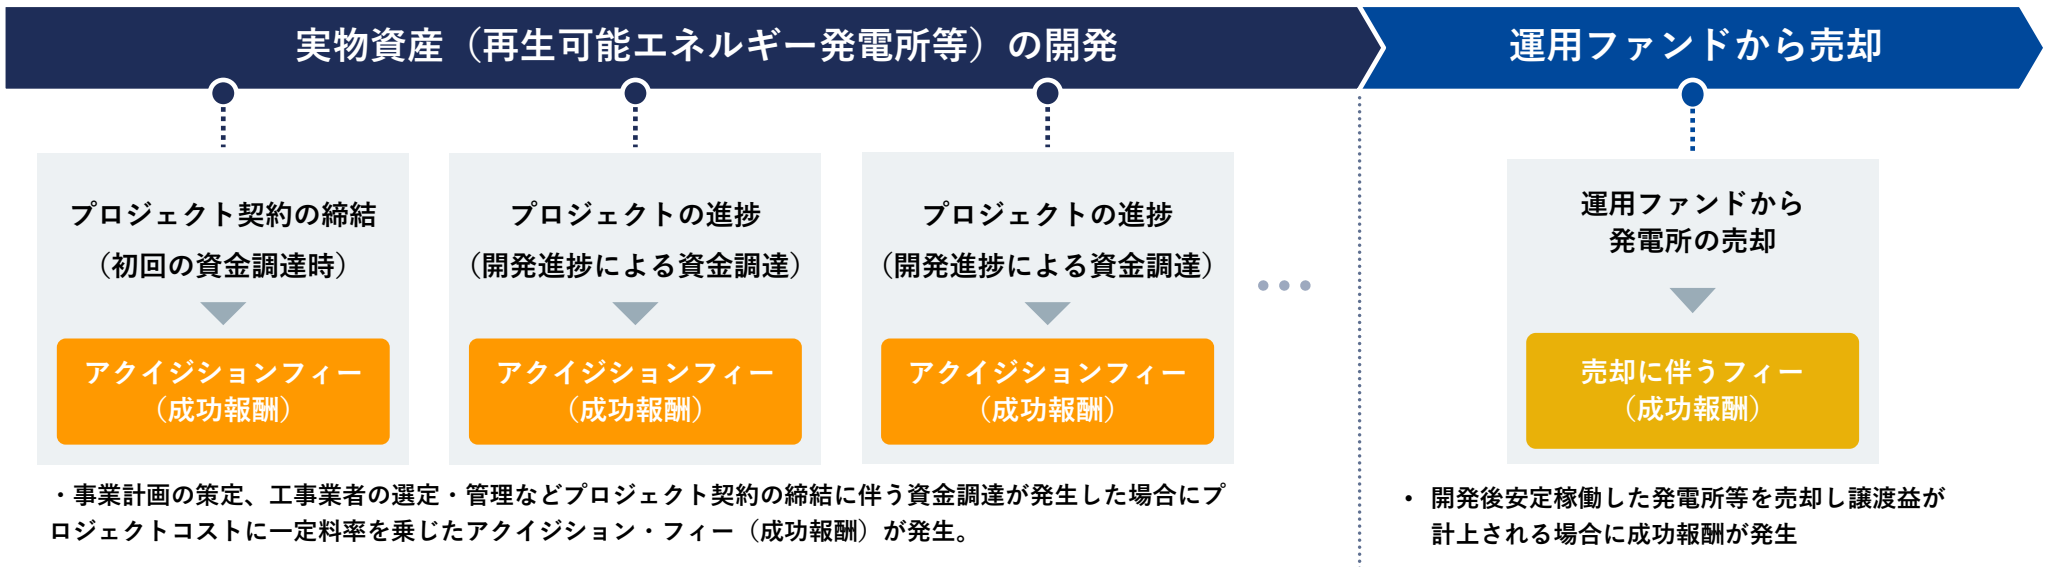 実物資産（再生可能エネルギー発電所等）の開発
運用ファンドから売却
プロジェクト契約の締結
（初回の資金調達時）
アクイジションフィー
（成功報酬）
プロジェクトの進捗
（開発進捗による資金調達）
アクイジションフィー
（成功報酬）
プロジェクトの進捗
（開発進捗による資金調達）
アクイジションフィー
（成功報酬）
運用ファンドから
発電所の売却
売却に伴うフィー
（成功報酬）
・事業計画の策定、工事業者の選定・管理などプロジェクト契約の締結に伴う資金調達が発生した場合にプ
ロジェクトコストに一定料率を乗じたアクイジション・フィー（成功報酬）が発生。
• 開発後安定稼働した発電所等を売却し譲渡益が
計上される場合に成功報酬が発生